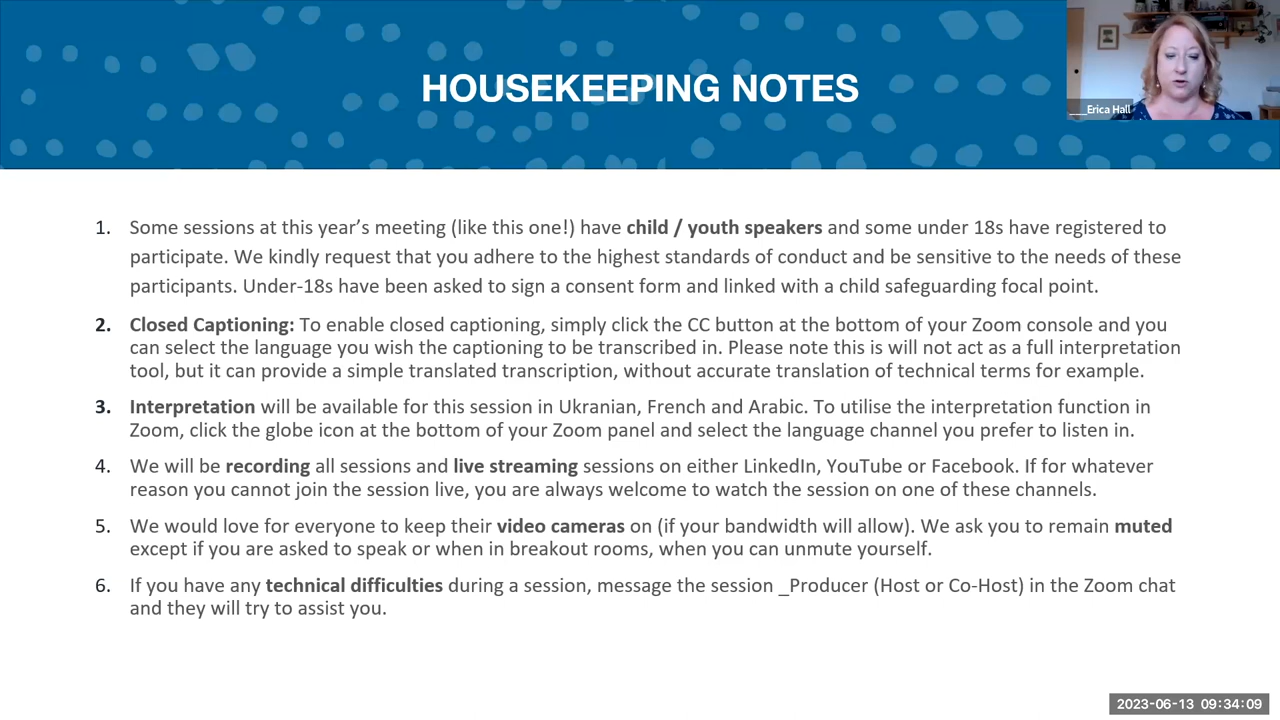 HOUSEKEEPING NOTES
___Erica Hall
1. Some sessions at this year’s meeting (like this one!) have child / youth speakers and some under 18s have registered to
participate. We kindly request that you adhere to the highest standards of conduct and be sensitive to the needs of these
participants. Under-18s have been asked to sign a consent form and linked with a child safeguarding focal point.
2. Closed Captioning: To enable closed captioning, simply click the CC button at the bottom of your Zoom console and you
can select the language you wish the captioning to be transcribed in. Please note this is will not act as a full interpretation
tool, but it can provide a simple translated transcription, without accurate translation of technical terms for example.
3. Interpretation will be available for this session in Ukranian, French and Arabic. To utilise the interpretation function in
Zoom, click the globe icon at the bottom of your Zoom panel and select the language channel you prefer to listen in.
4. We will be recording all sessions and live streaming sessions on either LinkedIn, YouTube or Facebook. If for whatever
reason you cannot join the session live, you are always welcome to watch the session on one of these channels.
5. We would love for everyone to keep their video cameras on (if your bandwidth will allow). We ask you to remain muted
except if you are asked to speak or when in breakout rooms, when you can unmute yourself.
6. If you have any technical difficulties during a session, message the session _Producer (Host or Co-Host) in the Zoom chat
and they will try to assist you.
2023-06-13 09:34:09